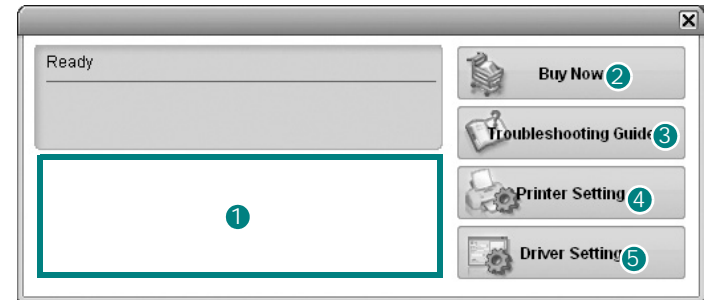 Ready
Buy Now 2
Troubleshooting Guide 3
1
Printer Setting 4
Driver Setting 5